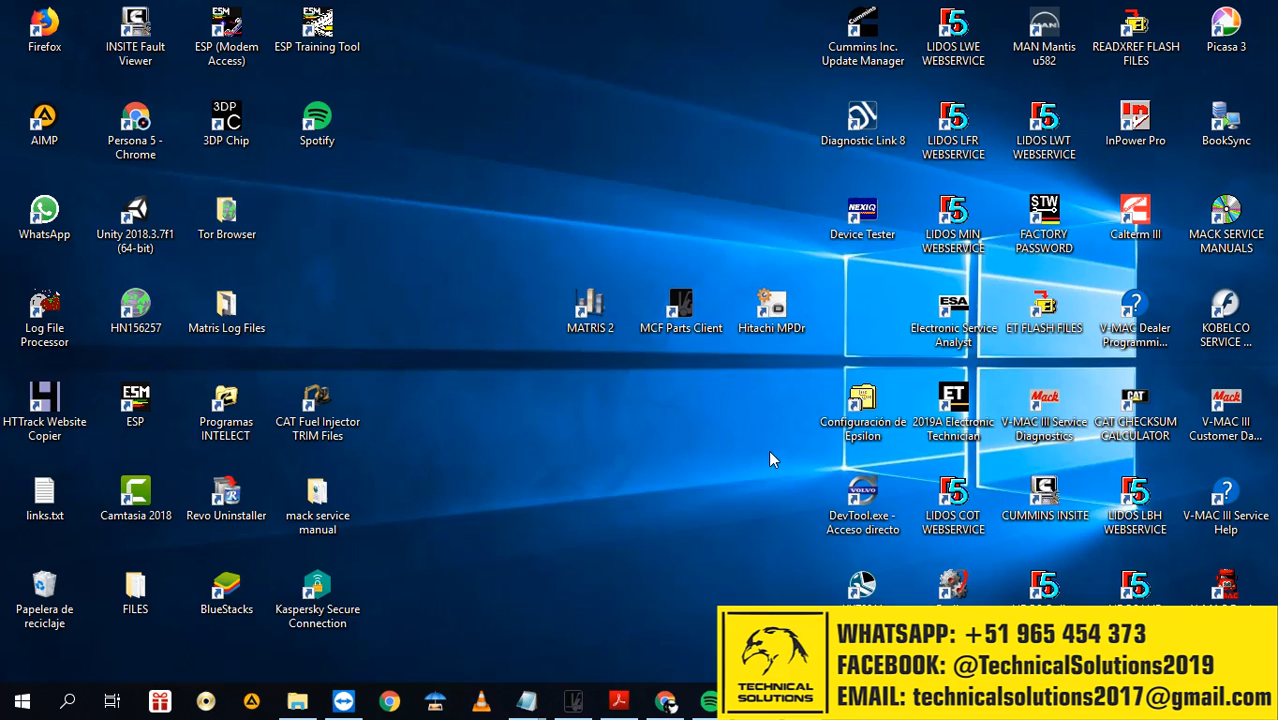 Firefox
INSITE Fault
Viewer
ESP (Modem
Access)
ESP Training Tool
Cummins Inc.
Update Manager
LIDOS LWE
WEBSERVICE
MAN Mantis
u582
READXREF FLASH
FILES
Picasa 3
AIMP
Persona 5 -
Chrome
3DP Chip
Spotify
Diagnostic Link 8
LIDOS LFR
WEBSERVICE
LIDOS LWT
WEBSERVICE
InPower Pro
BookSync
WhatsApp
Unity 2018.3.7f1
(64-bit)
Tor Browser
Device Tester
LIDOS MIN
WEBSERVICE
FACTORY
PASSWORD
Calterm III
MACK SERVICE
MANUALS
Log File
Processor
HN156257
Matris Log Files
MATRIS 2
MCF Parts Client
Hitachi MPDr
Electronic Service
Analyst
ET FLASH FILES
V-MAC Dealer
Programmi...
KOBELCO
SERVICE ...
HTTrack Website
Copier
ESP
Programas
INTELECT
CAT Fuel Injector
TRIM Files
Configuración de
Epsilon
2019A Electronic
Technician
V-MAC III Service
Diagnostics
CAT CHECKSUM
CALCULATOR
V-MAC III
Customer Da...
links.txt
Camtasia 2018
Revo Uninstaller
mack service
manual
DevTool.exe -
Acceso directo
LIDOS COT
WEBSERVICE
CUMMINS INSITE
LIDOS LBH
WEBSERVICE
V-MAC III Service
Help
Papelera de
reciclaje
FILES
BlueStacks
Kaspersky Secure
Connection
TECHNICAL
SOLUTIONS
WHATSAPP: +51 965 454 373
FACEBOOK: @TechnicalSolutions2019
EMAIL: technicalsolutions2017@gmail.com